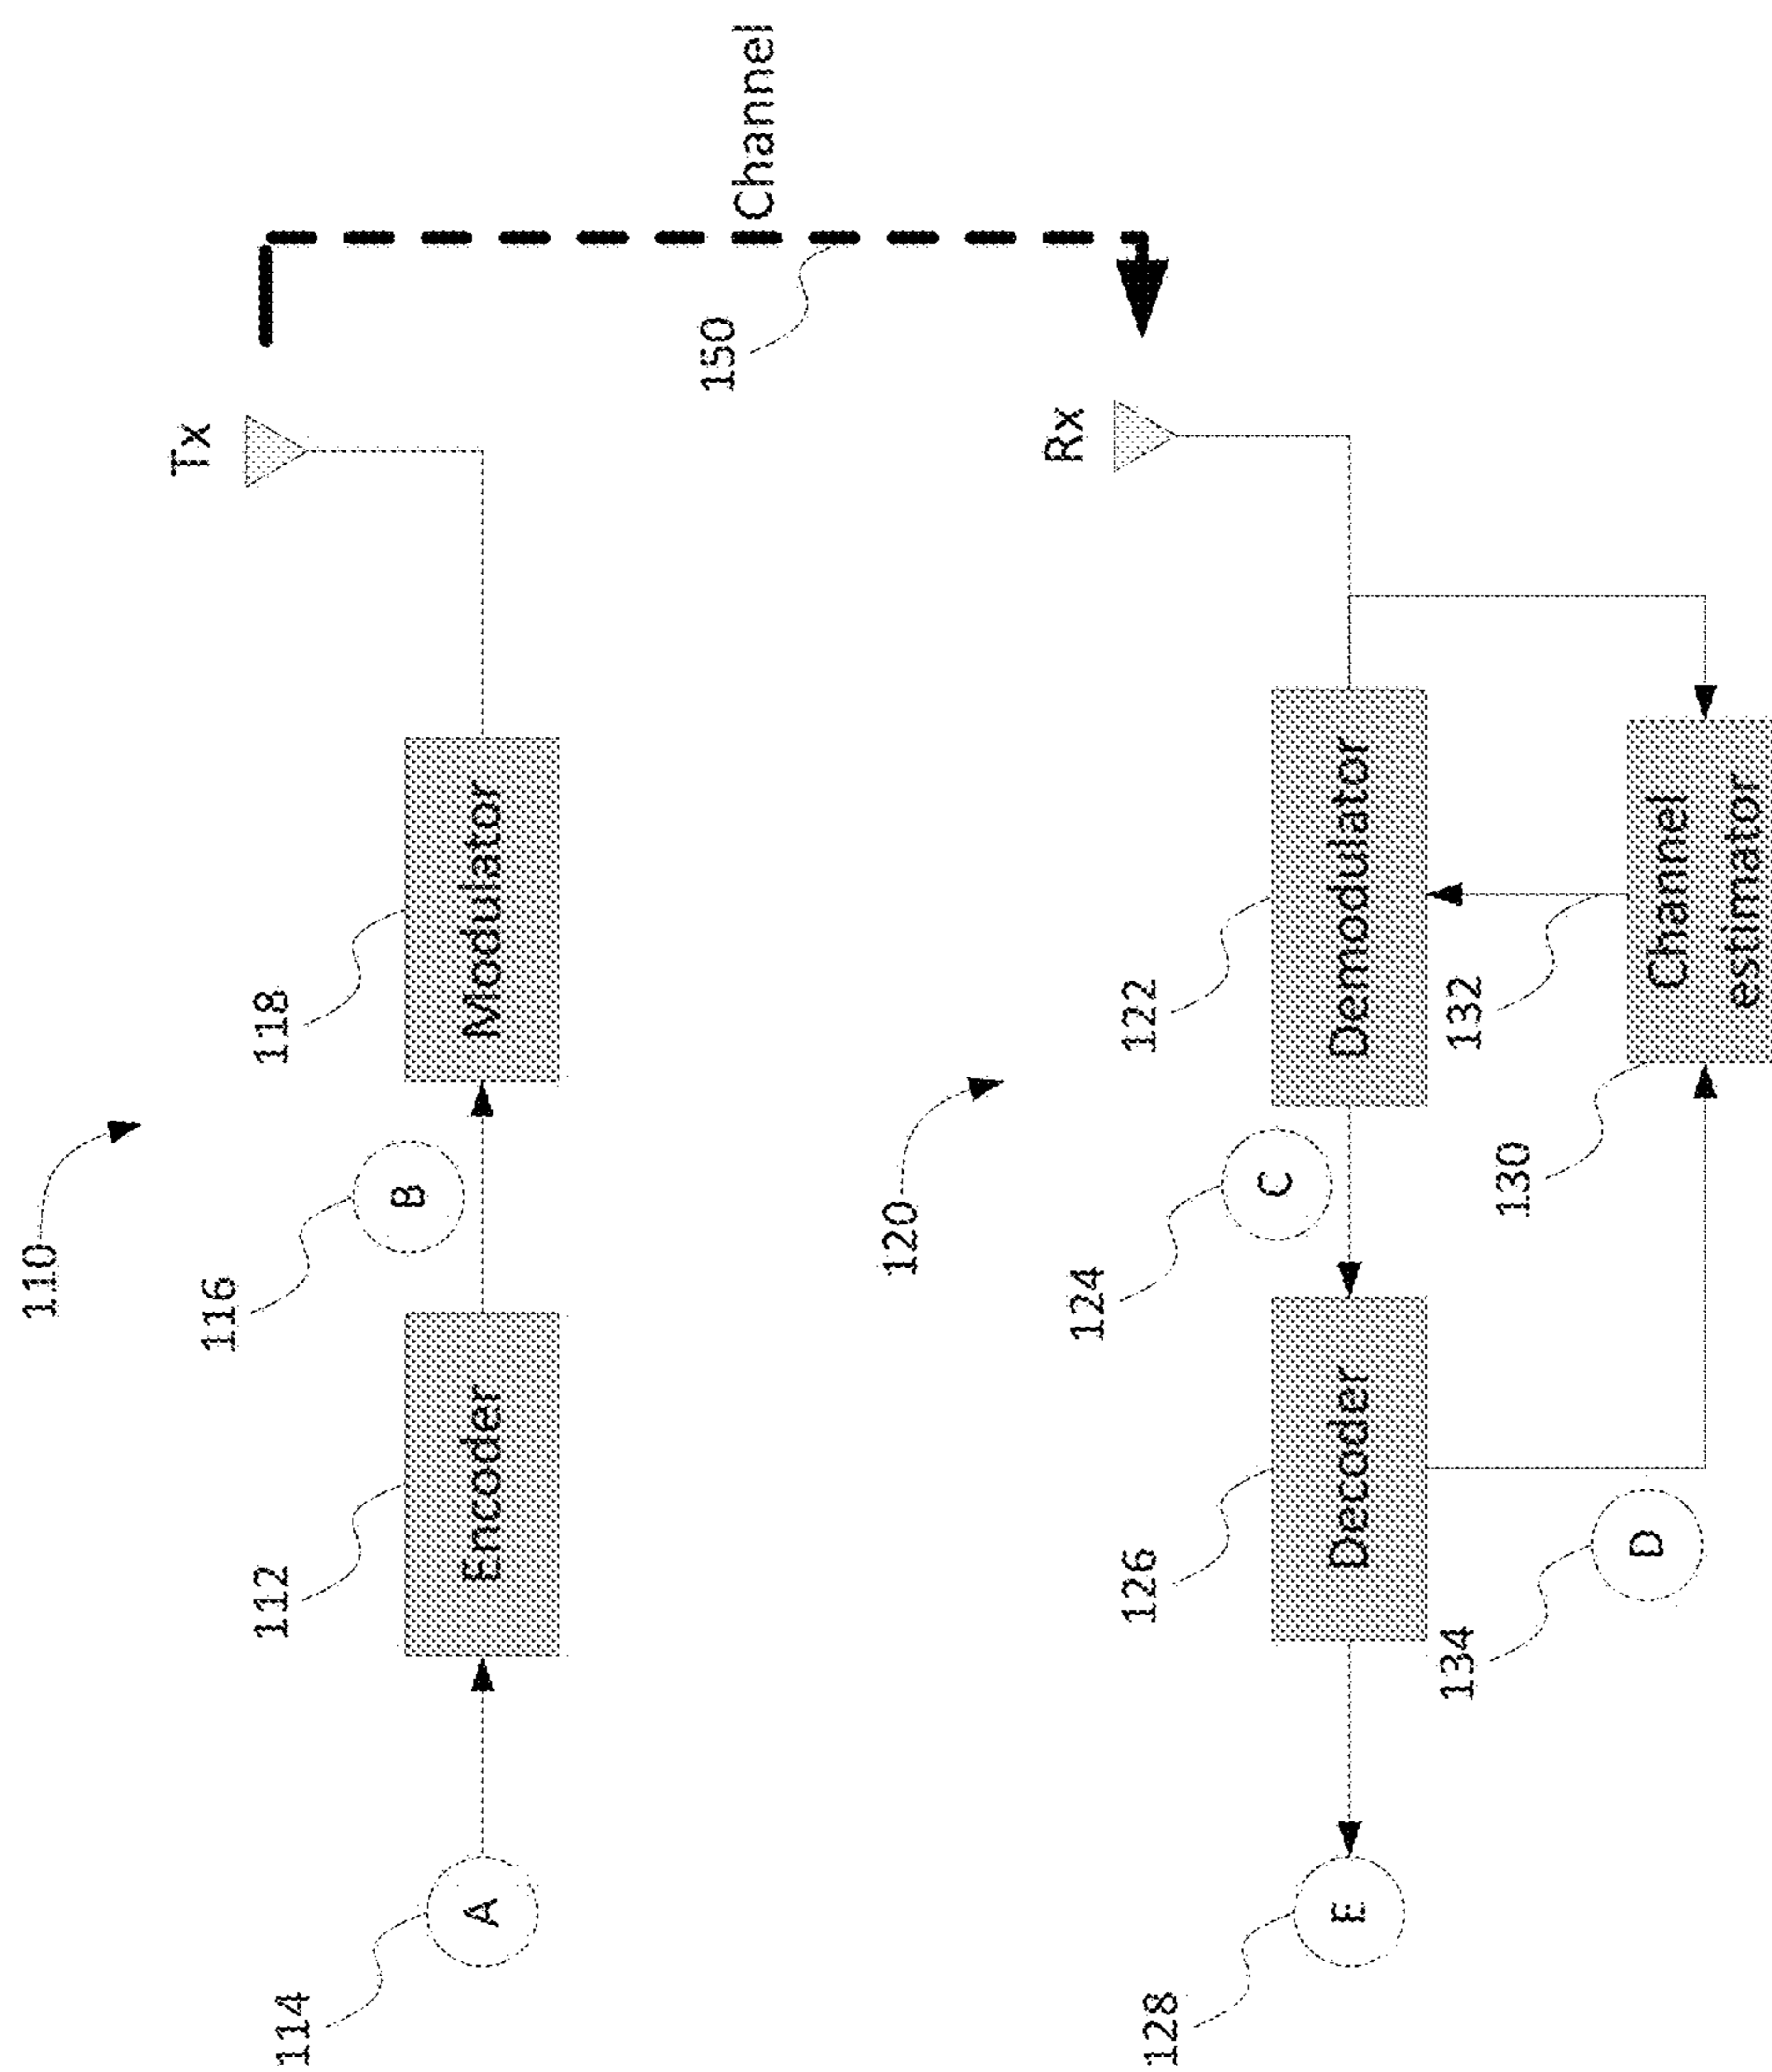 110
114
A
112
Encoder
116
B
118
Modulator
Tx
150
Channel
120
128
E
126
Decoder
124
C
122
Demodulator
Rx
134
D
132
130
Channel
estimator